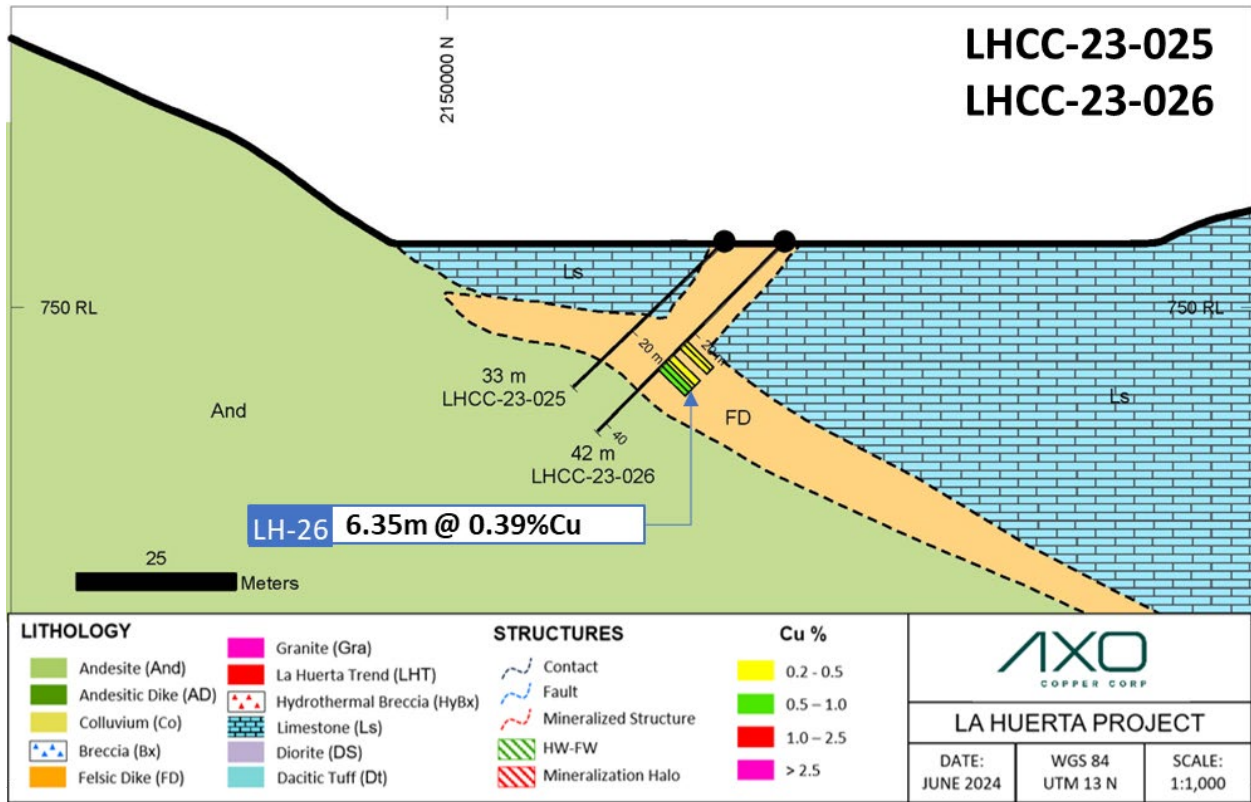 LHCC-23-025
LHCC-23-026
2150000 N
Ls
750 RL
750 RL
20 m
20 m
33 m
LHCC-23-025
And
Ls
FD
40
42 m
LHCC-23-026
LH-26 6.35m @ 0.39%Cu
25
Meters
LITHOLOGY
Andesite (And)
Andesitic Dike (AD)
Colluvium (Co)
Breccia (Bx)
Felsic Dike (FD)
Granite (Gra)
La Huerta Trend (LHT)
Hydrothermal Breccia (HyBx)
Limestone (Ls)
Diorite (DS)
Dacitic Tuff (Dt)
STRUCTURES
Contact
Fault
Mineralized Structure
HW-FW
Mineralization Halo
Cu %
0.2 - 0.5
0.5 – 1.0
1.0 – 2.5
> 2.5
AXO
COPPER CORP
LA HUERTA PROJECT
DATE:
JUNE 2024
WGS 84
UTM 13 N
SCALE:
1:1,000